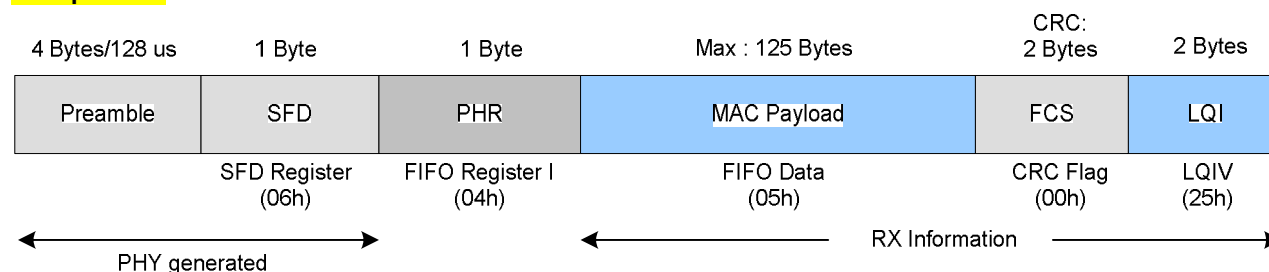 CRC:
4 Bytes/128 us 1 Byte 1 Byte Max : 125 Bytes 2 Bytes 2 Bytes
Preamble SFD PHR MAC Payload FCS LQI
SFD Register FIFO Register I FIFO Data CRC Flag LQIV
(06h) (04h) (05h) (00h) (25h)
RX Information
PHY generated